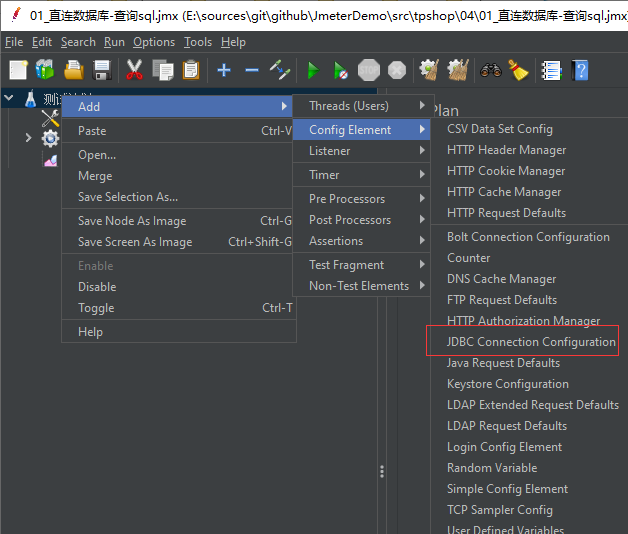 01_直连数据库-查询sql.jmx (E:\sources\git\github\JmeterDemo\src\tpshop\04\01_直连数据库-查询sql.jmx)
File Edit Search Run Options Tools Help
Add
Paste Ctrl-V
Open...
Merge
Save Selection As...
Save Node As Image Ctrl-G
Save Screen As Image Ctrl+Shift-G
Enable
Disable
Toggle Ctrl-T
Help
Threads (Users)
Config Element
Listener
Timer
Pre Processors
Post Processors
Assertions
Test Fragment
Non-Test Elements
Plan
CSV Data Set Config
HTTP Header Manager
HTTP Cookie Manager
HTTP Cache Manager
HTTP Request Defaults
Bolt Connection Configuration
Counter
DNS Cache Manager
FTP Request Defaults
HTTP Authorization Manager
JDBC Connection Configuration
Java Request Defaults
Keystore Configuration
LDAP Extended Request Defaults
LDAP Request Defaults
Login Config Element
Random Variable
Simple Config Element
TCP Sampler Config
User Defined Variables